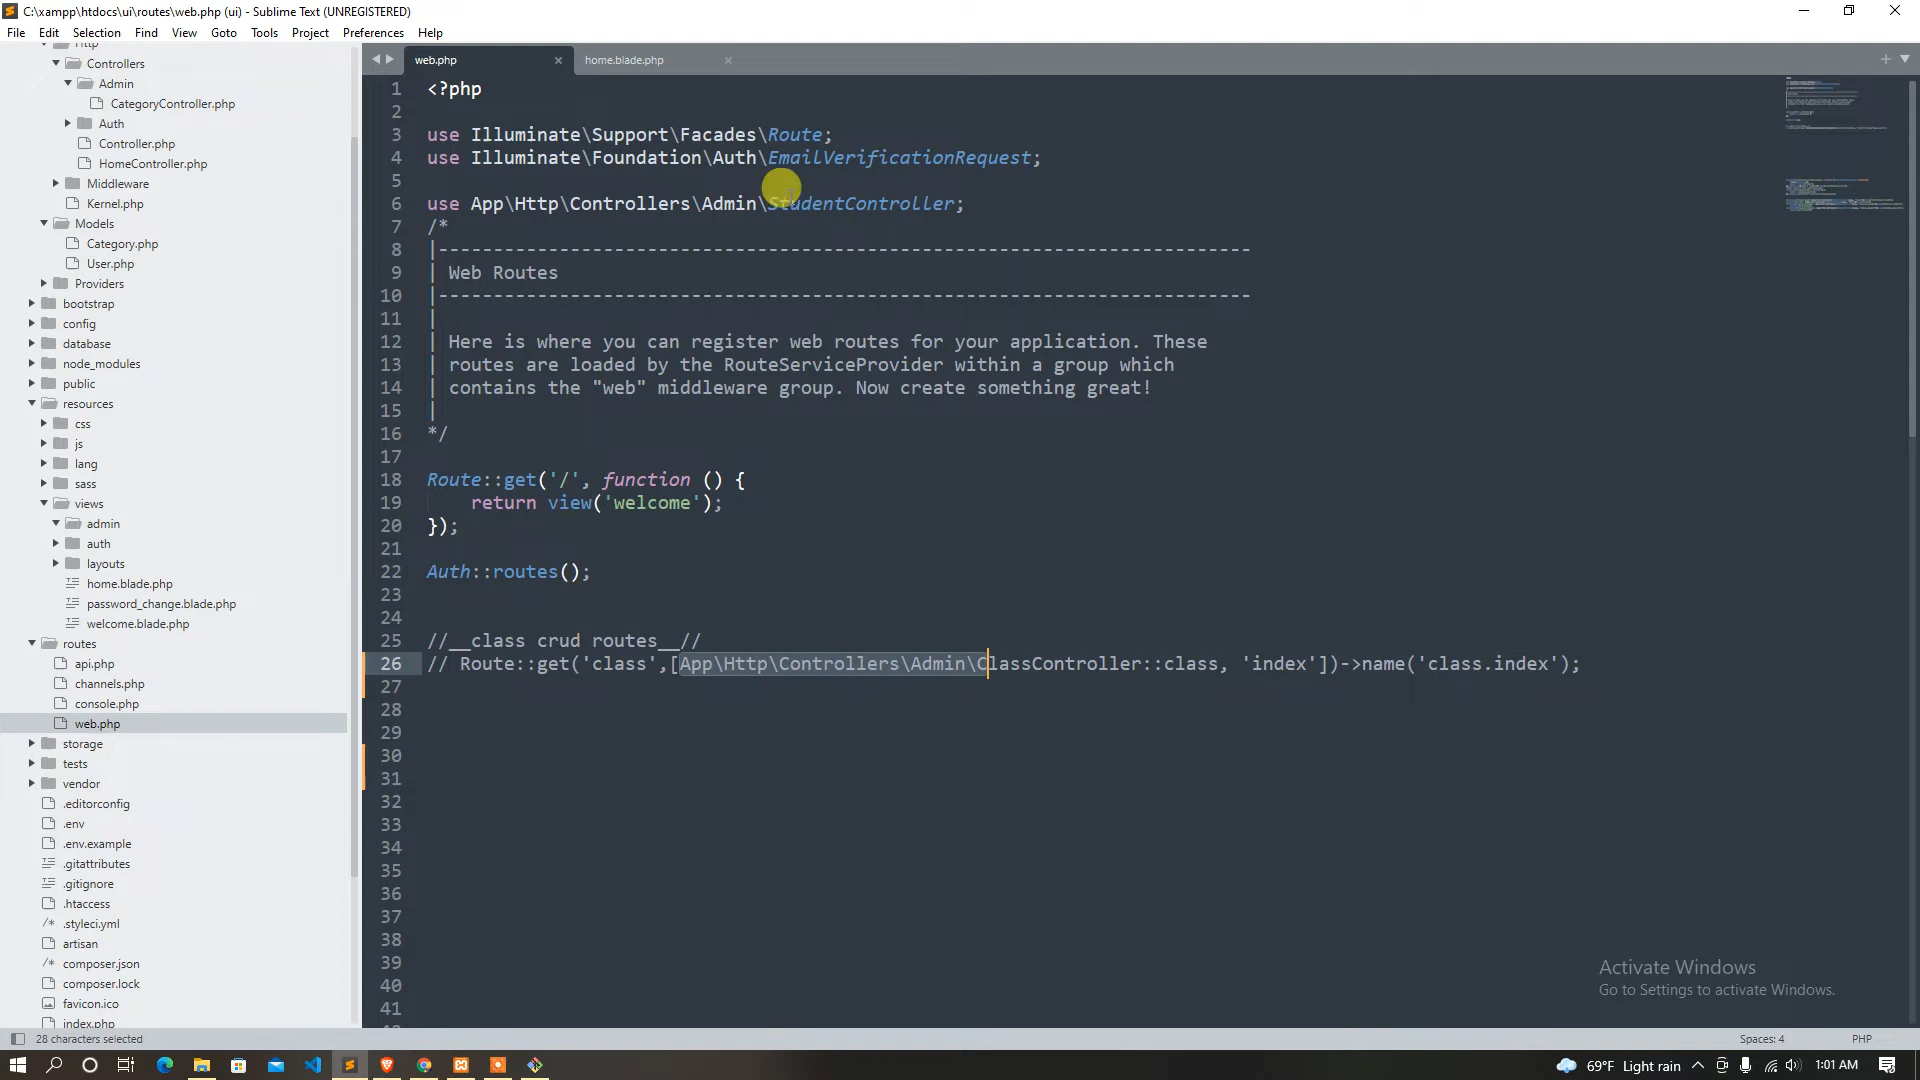 C:\xampp\htdocs\ui\routes\web.php (ui) - Sublime Text (UNREGISTERED)
File Edit Selection Find View Goto Tools Project Preferences Help
Http
Controllers
Admin
CategoryController.php
Auth
Controller.php
HomeController.php
Middleware
Kernel.php
Models
Category.php
User.php
Providers
bootstrap
config
database
node_modules
public
resources
css
js
lang
sass
views
admin
auth
layouts
home.blade.php
password_change.blade.php
welcome.blade.php
routes
api.php
channels.php
console.php
web.php
storage
tests
vendor
.editorconfig
.env
.env.example
.gitattributes
.gitignore
.htaccess
.styleci.yml
artisan
composer.json
composer.lock
favicon.ico
index.php
web.php home.blade.php
1 <?php
2
3 use Illuminate\Support\Facades\Route;
4 use Illuminate\Foundation\Auth\EmailVerificationRequest;
5
6 use App\Http\Controllers\Admin\StudentController;
7 /*
8 |--------------------------------------------------------------------------
9 | Web Routes
10 |--------------------------------------------------------------------------
11 |
12 | Here is where you can register web routes for your application. These
13 | routes are loaded by the RouteServiceProvider within a group which
14 | contains the "web" middleware group. Now create something great!
15 |
16 */
17
18 Route::get('/', function () {
19 return view('welcome');
20 });
21
22 Auth::routes();
23
24
25 //__class crud routes__//
26 // Route::get('class',[App\Http\Controllers\Admin\ClassController::class, 'index'])->name('class.index');
27
28
29
30
31
32
33
34
35
36
37
38
39
40
41
Activate Windows
Go to Settings to activate Windows.
28 characters selected Spaces: 4 PHP
69°F Light rain 1:01 AM